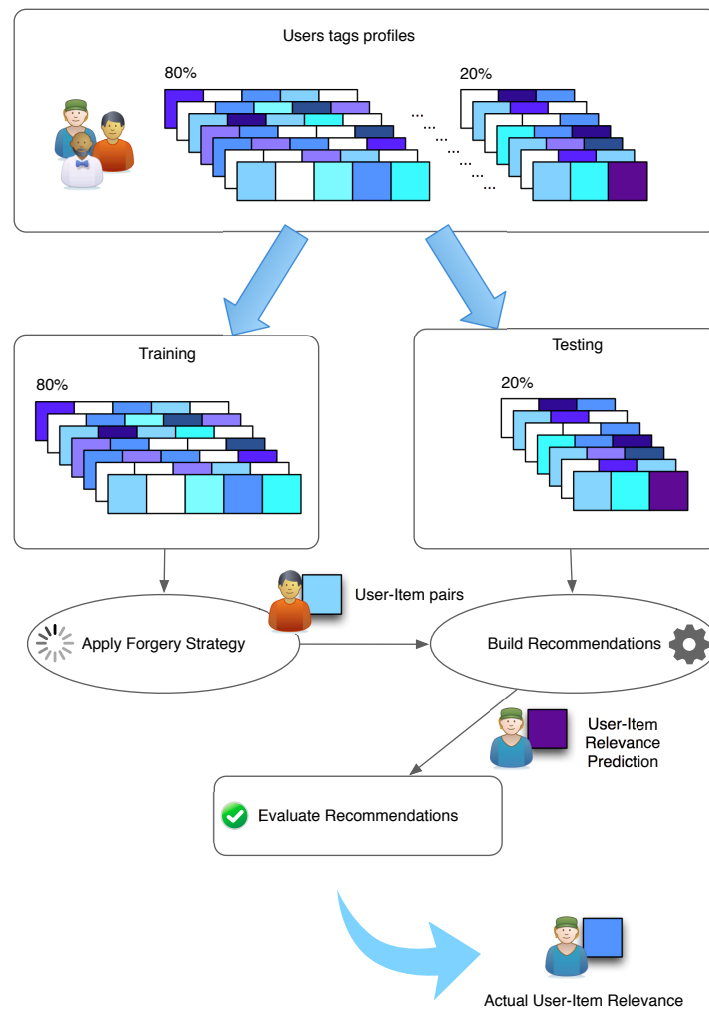 Users tags profiles
80%
20%
...
...
...
...
...
...
...
Training
80%
Testing
20%
User-Item pairs
Apply Forgery Strategy
Build Recommendations
User-Item
Relevance
Prediction
Evaluate Recommendations
Actual User-Item Relevance